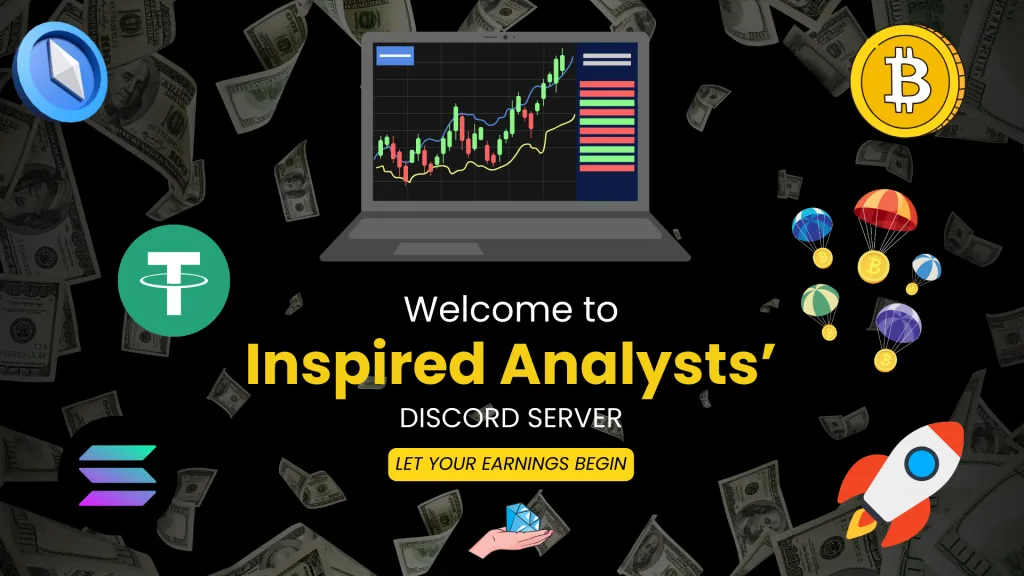 Welcome to
Inspired Analysts’
DISCORD SERVER
LET YOUR EARNINGS BEGIN